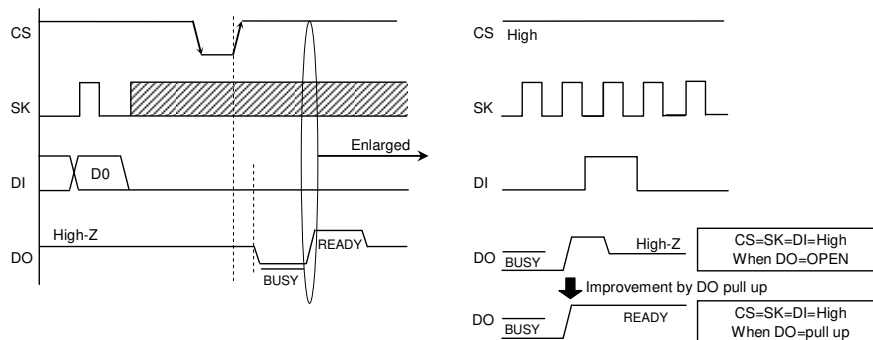 CS
SK
DI
D0
DO
High-Z
BUSY
READY
Enlarged
CS High
SK
DI
DO
BUSY
High-Z
CS=SK=DI=High
When DO=OPEN
Improvement by DO pull up
DO
BUSY
READY
CS=SK=DI=High
When DO=pull up